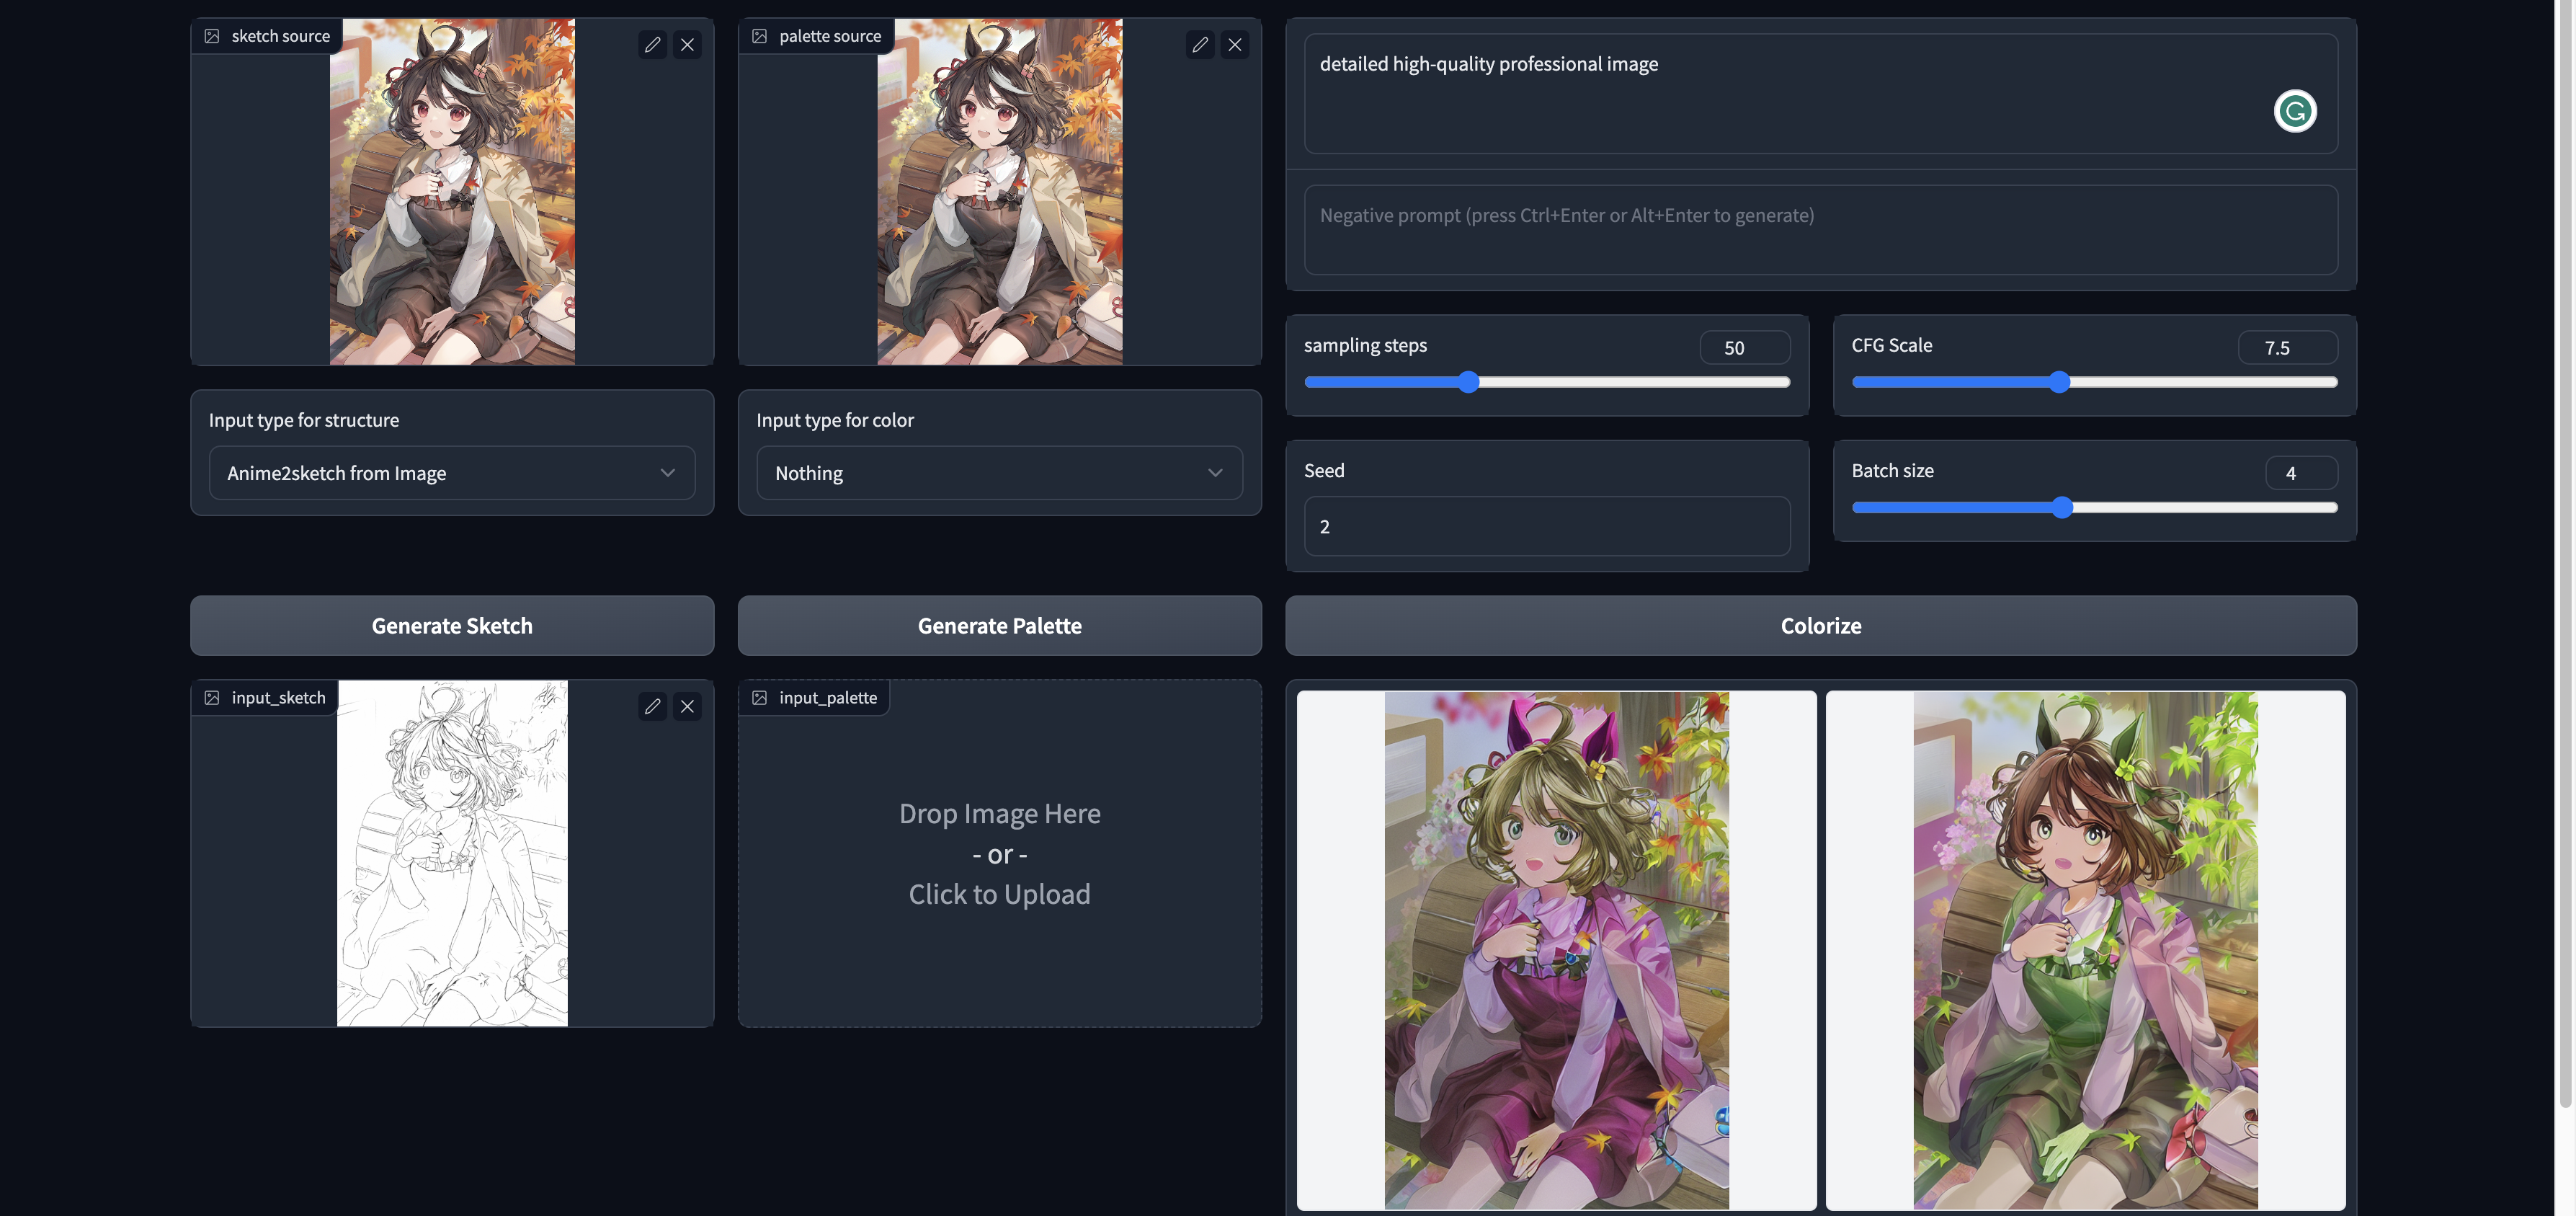 sketch source
palette source
detailed high-quality professional image
Negative prompt (press Ctrl+Enter or Alt+Enter to generate)
sampling steps
50
CFG Scale
7.5
Input type for structure
Anime2sketch from Image
Input type for color
Nothing
Seed
2
Batch size
4
Generate Sketch
Generate Palette
Colorize
input_sketch
input_palette
Drop Image Here
- or -
Click to Upload